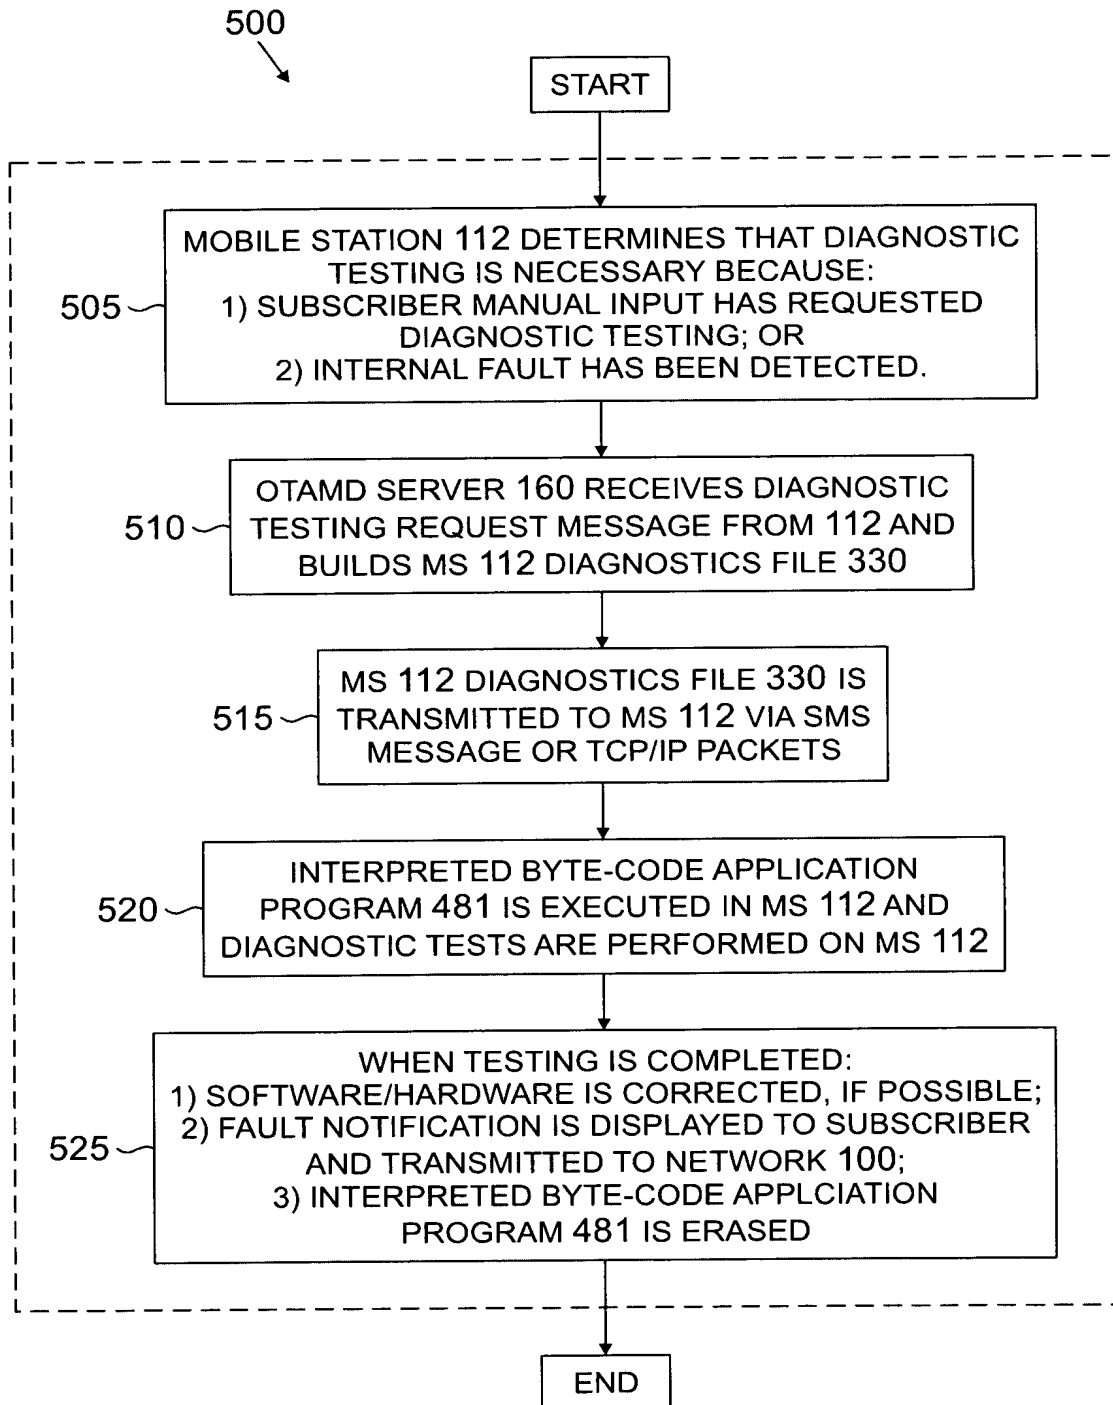 500
START
505
MOBILE STATION 112 DETERMINES THAT DIAGNOSTIC
TESTING IS NECESSARY BECAUSE:
1) SUBSCRIBER MANUAL INPUT HAS REQUESTED
DIAGNOSTIC TESTING; OR
2) INTERNAL FAULT HAS BEEN DETECTED.
510
OTAMD SERVER 160 RECEIVES DIAGNOSTIC
TESTING REQUEST MESSAGE FROM 112 AND
BUILDS MS 112 DIAGNOSTICS FILE 330
515
MS 112 DIAGNOSTICS FILE 330 IS
TRANSMITTED TO MS 112 VIA SMS
MESSAGE OR TCP/IP PACKETS
520
INTERPRETED BYTE-CODE APPLICATION
PROGRAM 481 IS EXECUTED IN MS 112 AND
DIAGNOSTIC TESTS ARE PERFORMED ON MS 112
525
WHEN TESTING IS COMPLETED:
1) SOFTWARE/HARDWARE IS CORRECTED, IF POSSIBLE;
2) FAULT NOTIFICATION IS DISPLAYED TO SUBSCRIBER
AND TRANSMITTED TO NETWORK 100;
3) INTERPRETED BYTE-CODE APPLCIATION
PROGRAM 481 IS ERASED
END